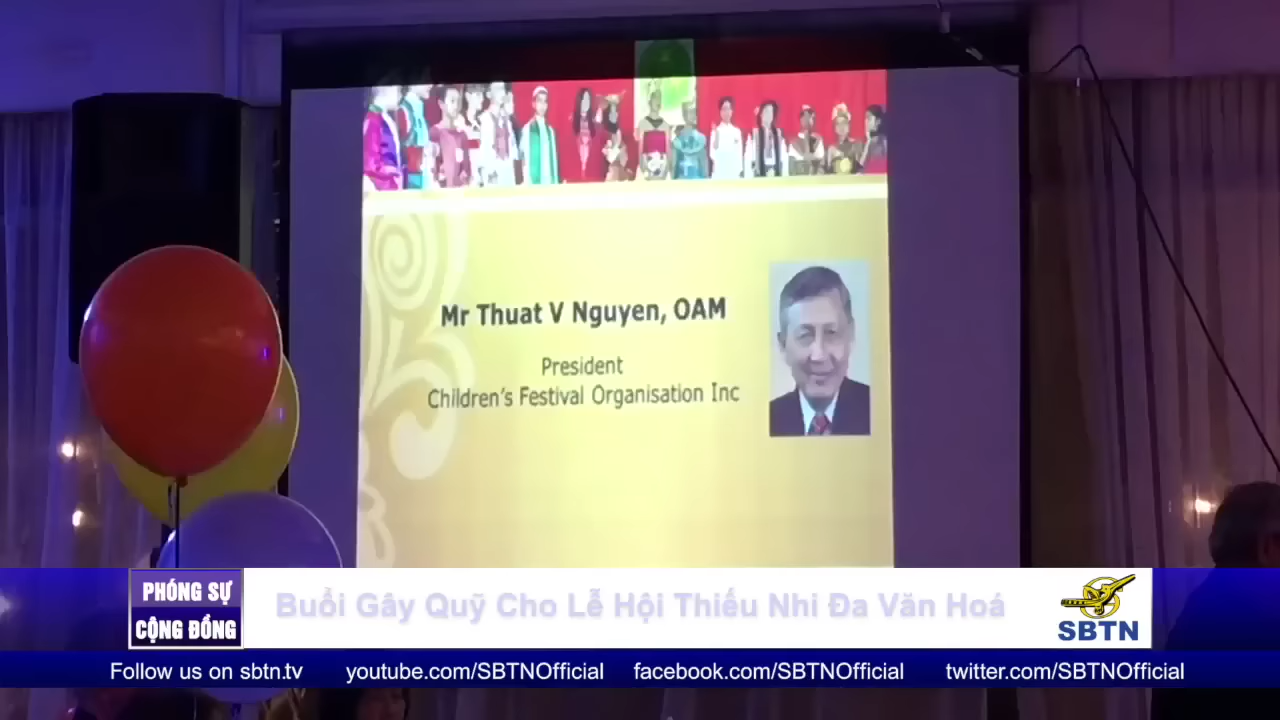 Mr Thuat V Nguyen, OAM
President
Children's Festival Organisation Inc
PHÓNG SỰ
CỘNG ĐỒNG
Buổi Gây Quỹ Cho Lễ Hội Thiếu Nhi Đa Văn Hoá
SBTN
Follow us on sbtn.tv youtube.com/SBTNOfficial facebook.com/SBTNOfficial twitter.com/SBTNOfficial